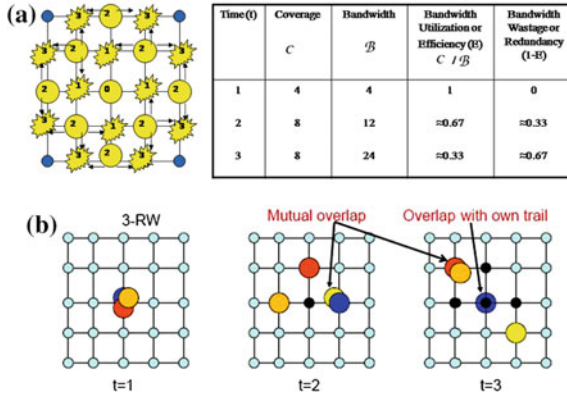 (a)
3 2 3
3 2 1 2 3
2 1 0 1 2
3 2 1 2 3
3 2 3
Time (t) Coverage Bandwidth Bandwidth Bandwidth
Utilization or Wastage or
Efficiency (E) Redundancy
C B C / B (1-E)
1 4 4 1 0
2 8 12 ≈0.67 ≈0.33
3 8 24 ≈0.33 ≈0.67
(b)
3-RW
Mutual overlap
Overlap with own trail
t=1
t=2
t=3